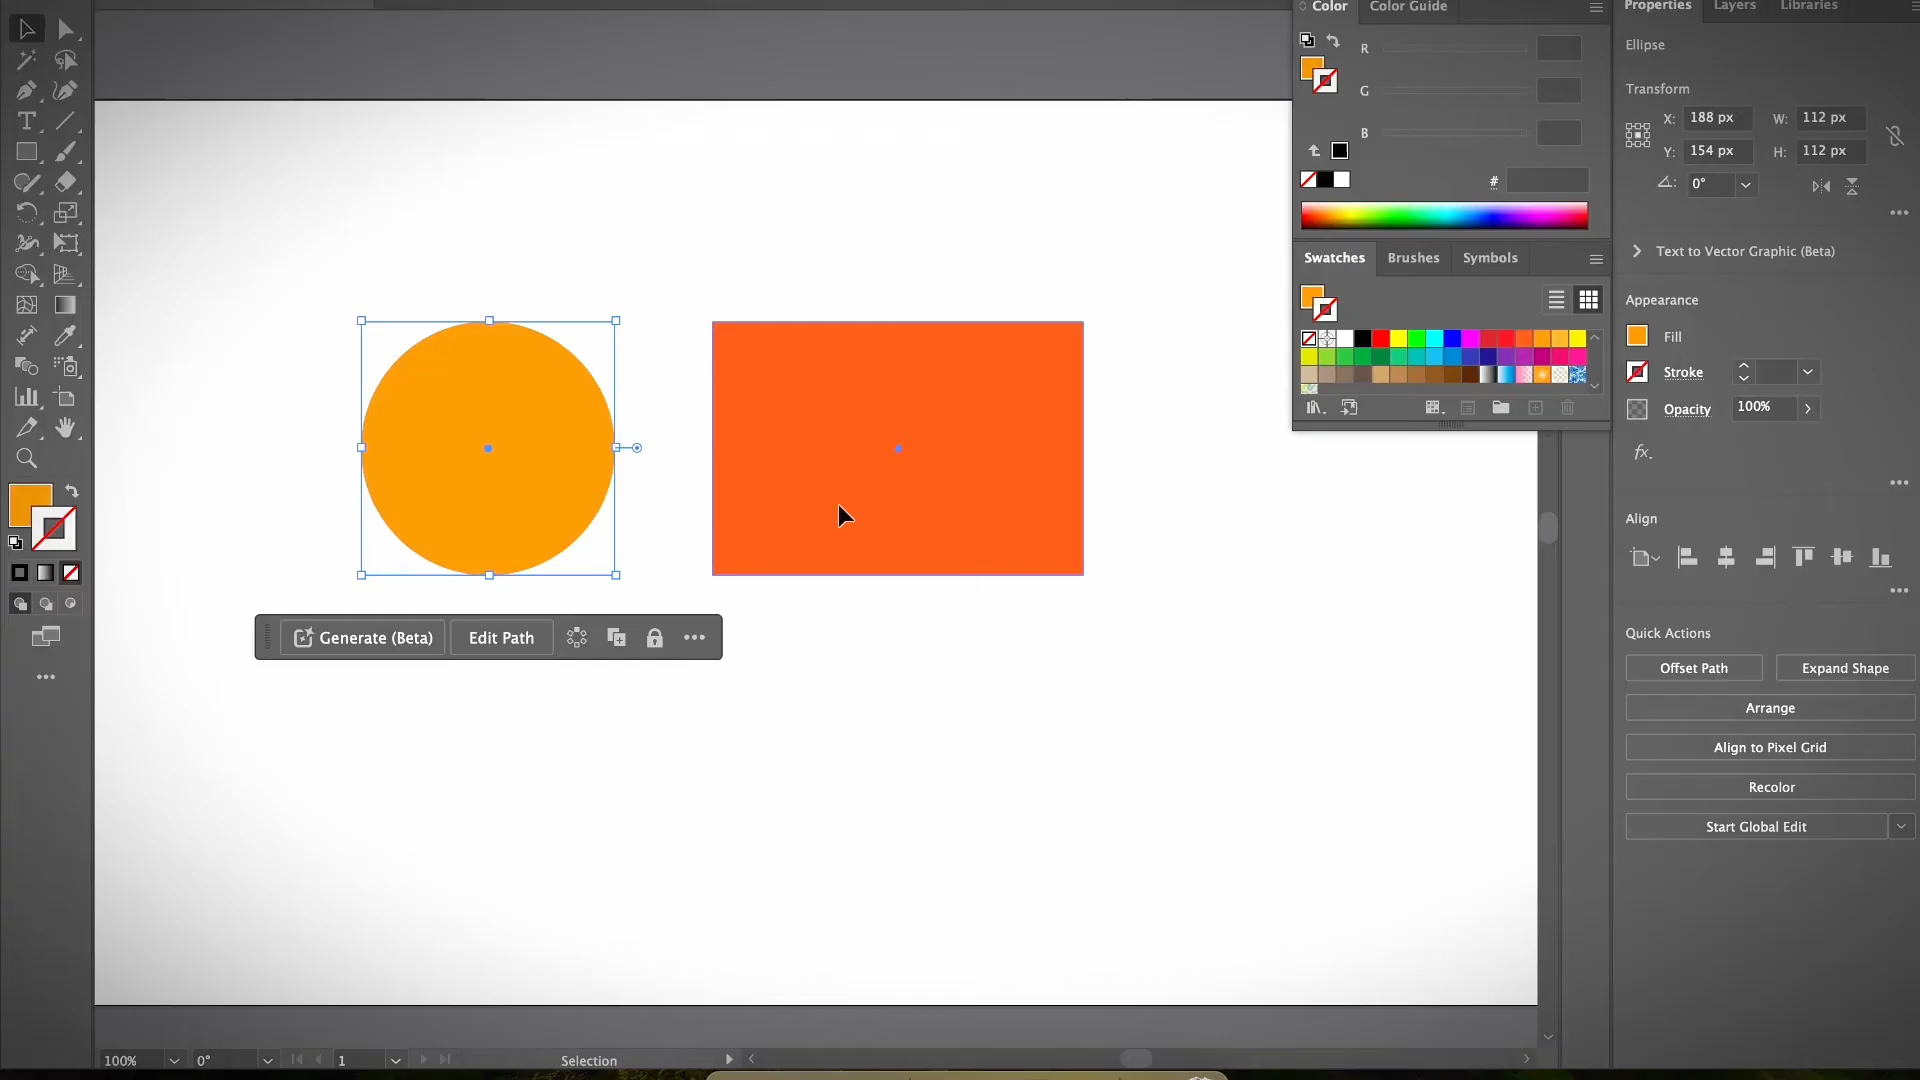 Color Color Guide
R
G
B
#
Swatches Brushes Symbols
T
Generate (Beta) Edit Path
100% 0° 1 Selection
Properties Layers Libraries
Ellipse
Transform
X: 188 px W: 112 px
Y: 154 px H: 112 px
0°
Text to Vector Graphic (Beta)
Appearance
Fill
Stroke
Opacity 100%
fx.
Align
Quick Actions
Offset Path Expand Shape
Arrange
Align to Pixel Grid
Recolor
Start Global Edit